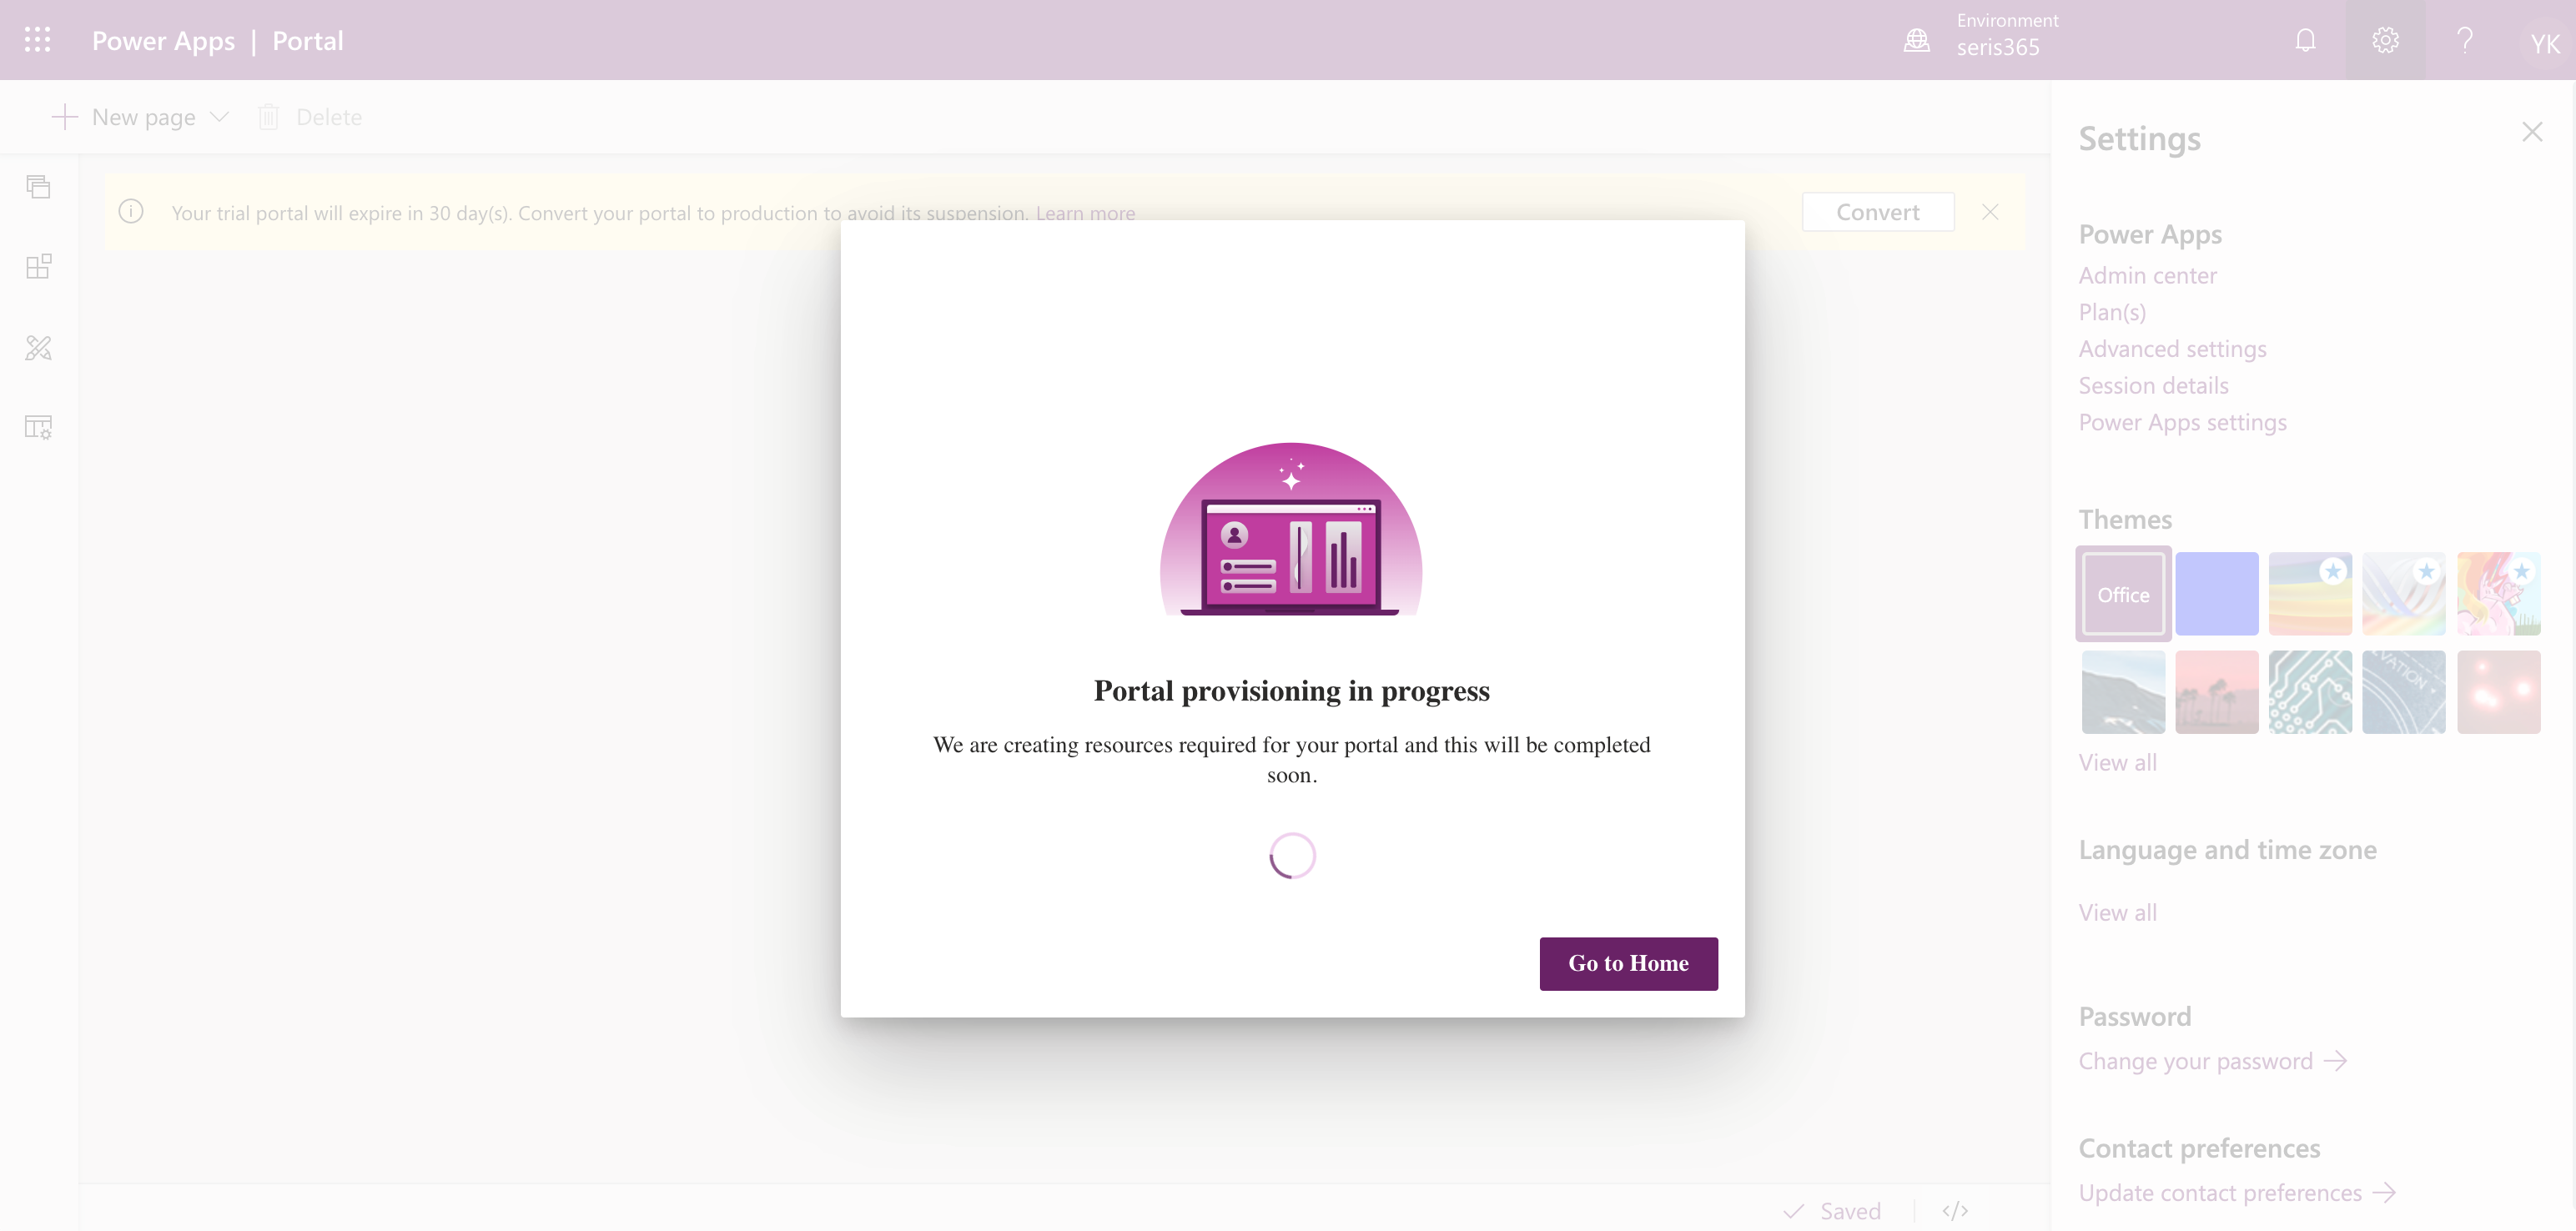 Power Apps | Portal
Environment
seris365
YK
New page
Delete
Your trial portal will expire in 30 day(s). Convert your portal to production to avoid its suspension. Learn more
Convert
Portal provisioning in progress
We are creating resources required for your portal and this will be completed
soon.
Go to Home
Saved
</>
Settings
Power Apps
Admin center
Plan(s)
Advanced settings
Session details
Power Apps settings
Themes
Office
VATION
View all
Language and time zone
View all
Password
Change your password
Contact preferences
Update contact preferences